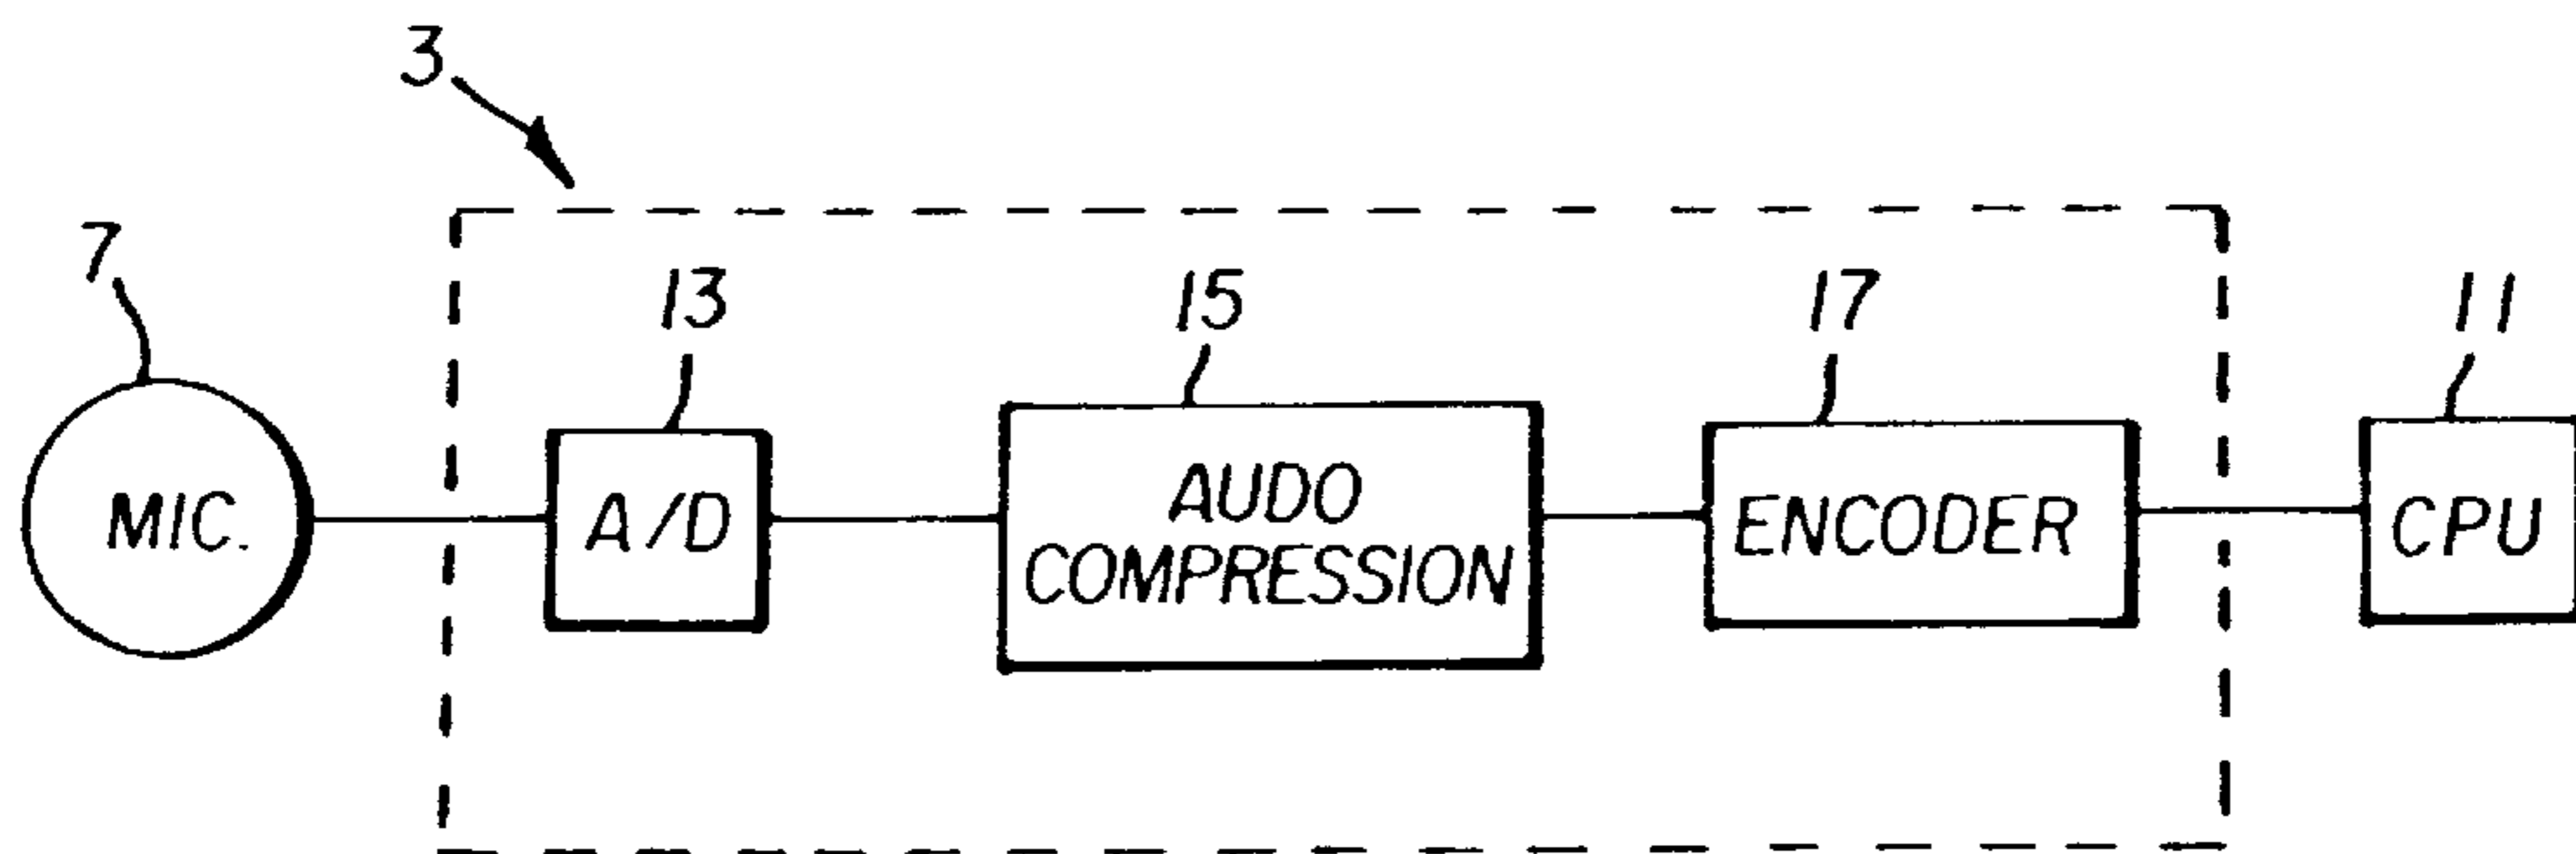 3
7
13
15
17
11
MIC.
A/D
AUDO
COMPRESSION
ENCODER
CPU